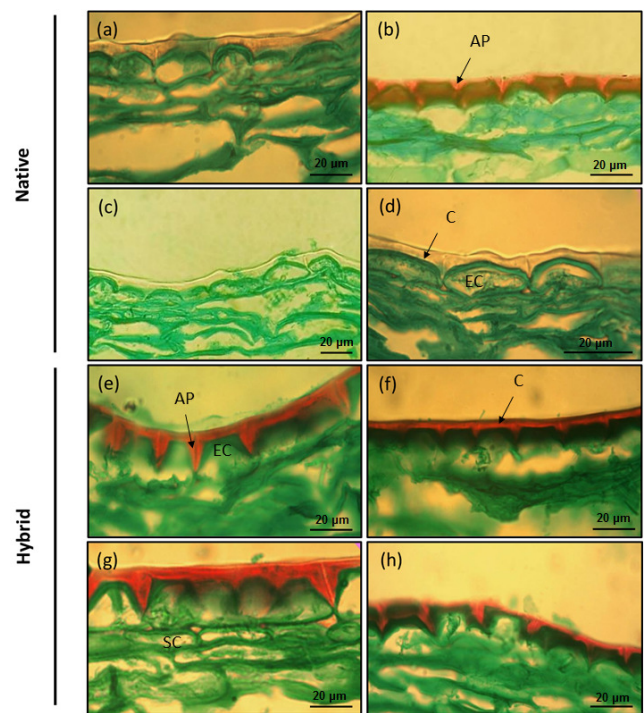 Native
(a)
20 µm
(b)
AP
20 µm
(c)
20 µm
(d)
C
EC
20 µm
Hybrid
(e)
AP
EC
20 µm
(f)
C
20 µm
(g)
SC
20 µm
(h)
20 µm